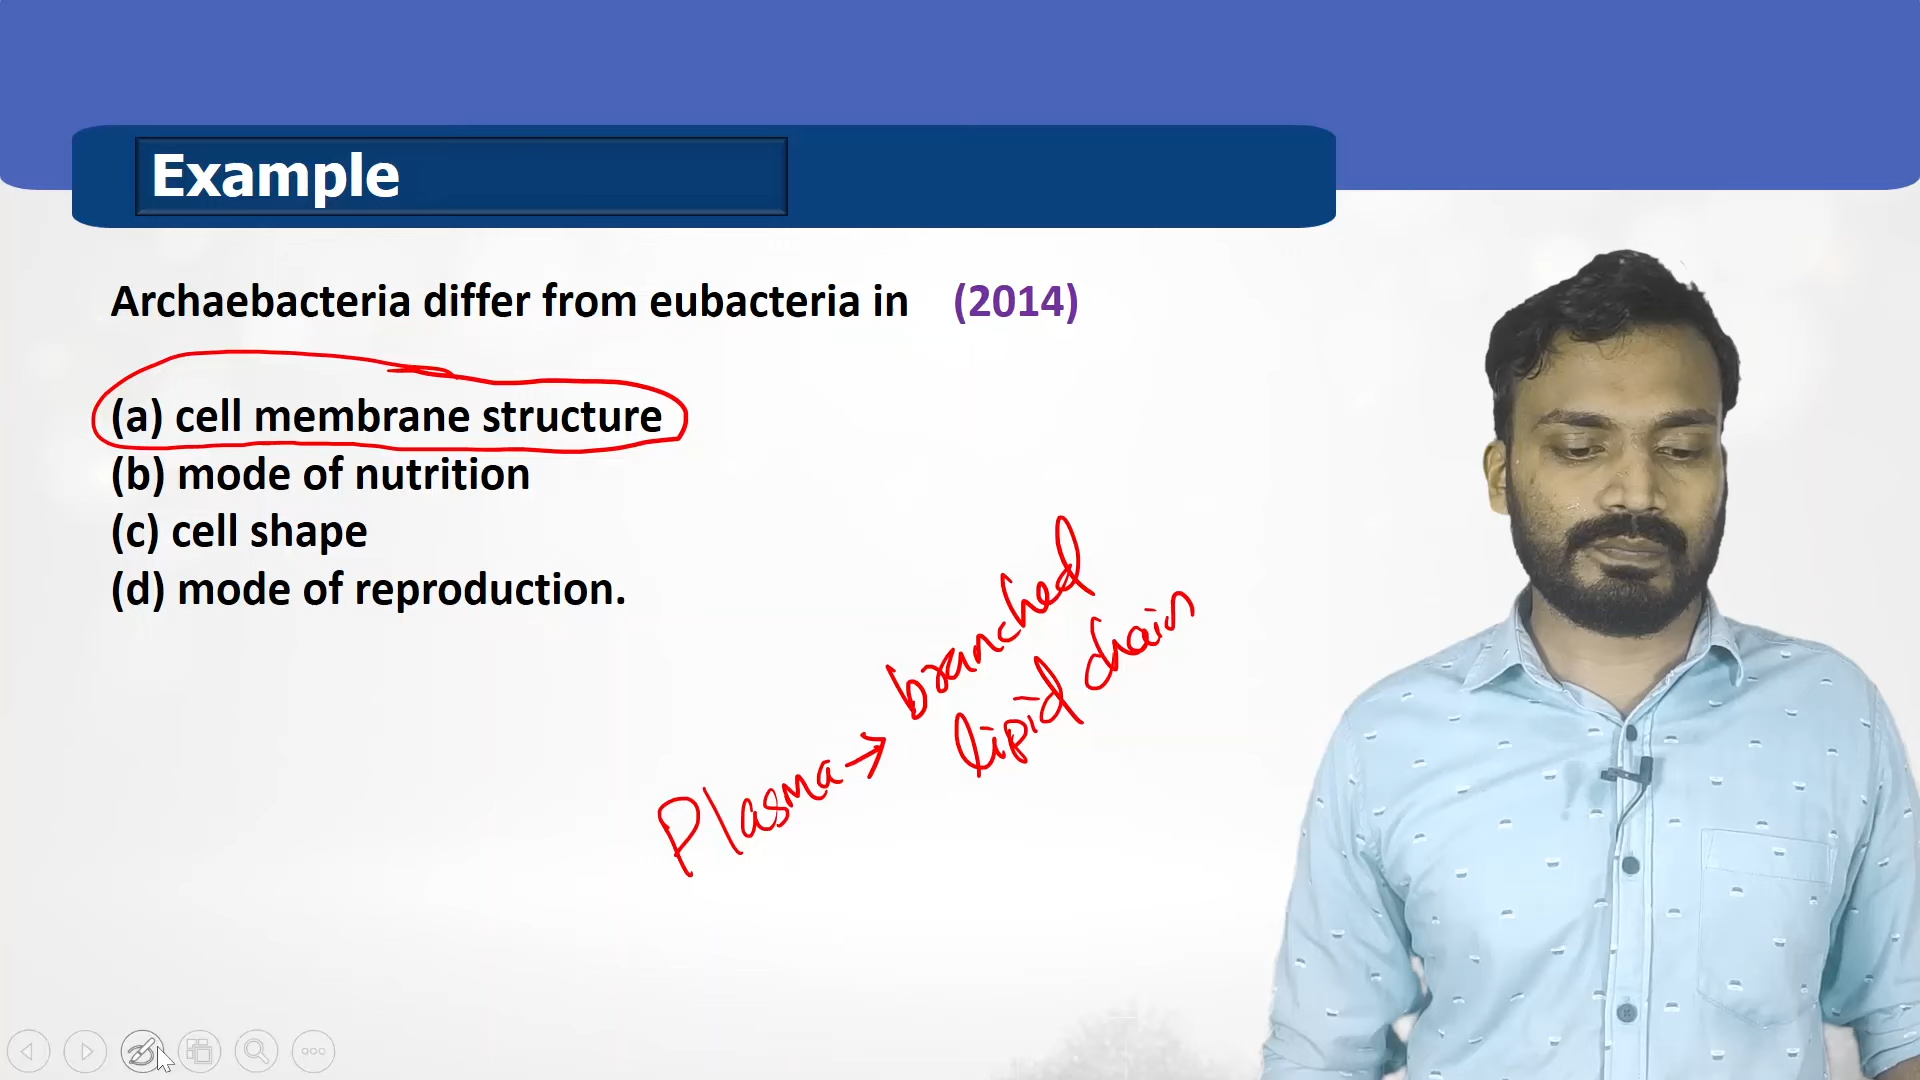 Example
Archaebacteria differ from eubacteria in (2014)
(a) cell membrane structure
(b) mode of nutrition
(c) cell shape
(d) mode of reproduction.
Plasma → branched
lipid chain